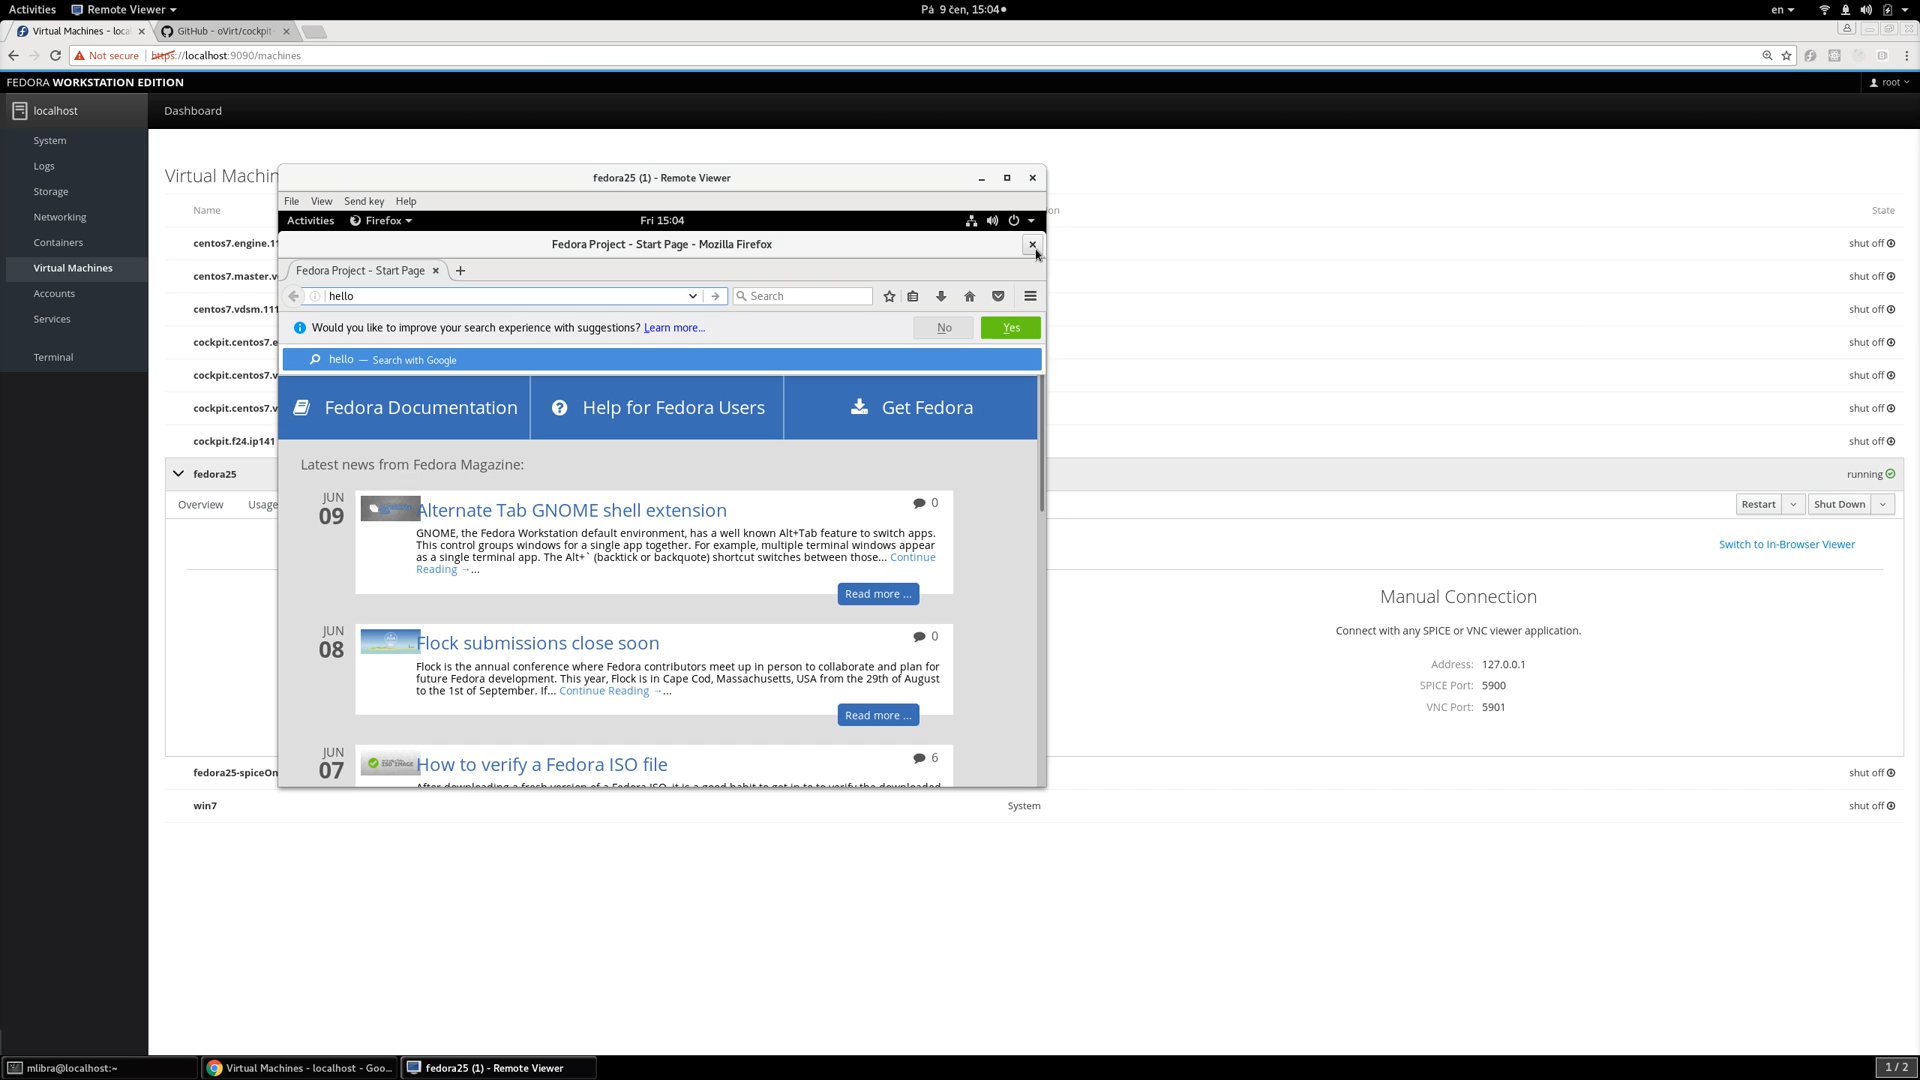 Activities Remote Viewer Pá 9 čen, 15:04 en
Virtual Machines - loca GitHub - oVirt/cockpit-
Not secure https://localhost:9090/machines
FEDORA WORKSTATION EDITION root
localhost Dashboard
System
Logs
Storage
Networking
Containers
Virtual Machines
Accounts
Services
Terminal
Virtual Machin
Name State
centos7.engine.1 shut off
centos7.master.v shut off
centos7.vdsm.111 shut off
cockpit.centos7.e shut off
cockpit.centos7.v shut off
cockpit.centos7.v shut off
cockpit.f24.ip141 shut off
fedora25 running
Overview Usage Restart Shut Down
Switch to In-Browser Viewer
Manual Connection
Connect with any SPICE or VNC viewer application.
Address: 127.0.0.1
SPICE Port: 5900
VNC Port: 5901
fedora25-spiceOn shut off
win7 System shut off
fedora25 (1) - Remote Viewer
File View Send key Help
Activities Firefox Fri 15:04
Fedora Project - Start Page - Mozilla Firefox
Fedora Project - Start Page
hello Search
Would you like to improve your search experience with suggestions? Learn more... No Yes
hello — Search with Google
Fedora Documentation Help for Fedora Users Get Fedora
Latest news from Fedora Magazine:
JUN
09
Alternate Tab GNOME shell extension 0
GNOME, the Fedora Workstation default environment, has a well known Alt+Tab feature to switch apps.
This control groups windows for a single app together. For example, multiple terminal windows appear
as a single terminal app. The Alt+` (backtick or backquote) shortcut switches between those... Continue
Reading →...
Read more ...
JUN
08
Flock submissions close soon 0
Flock is the annual conference where Fedora contributors meet up in person to collaborate and plan for
future Fedora development. This year, Flock is in Cape Cod, Massachusetts, USA from the 29th of August
to the 1st of September. If... Continue Reading →...
Read more ...
JUN
07
How to verify a Fedora ISO file 6
After downloading a fresh version of a Fedora ISO, it is a good habit to get in to to verify the downloaded
mlibra@localhost:~ Virtual Machines - localhost - Goo... fedora25 (1) - Remote Viewer 1 / 2